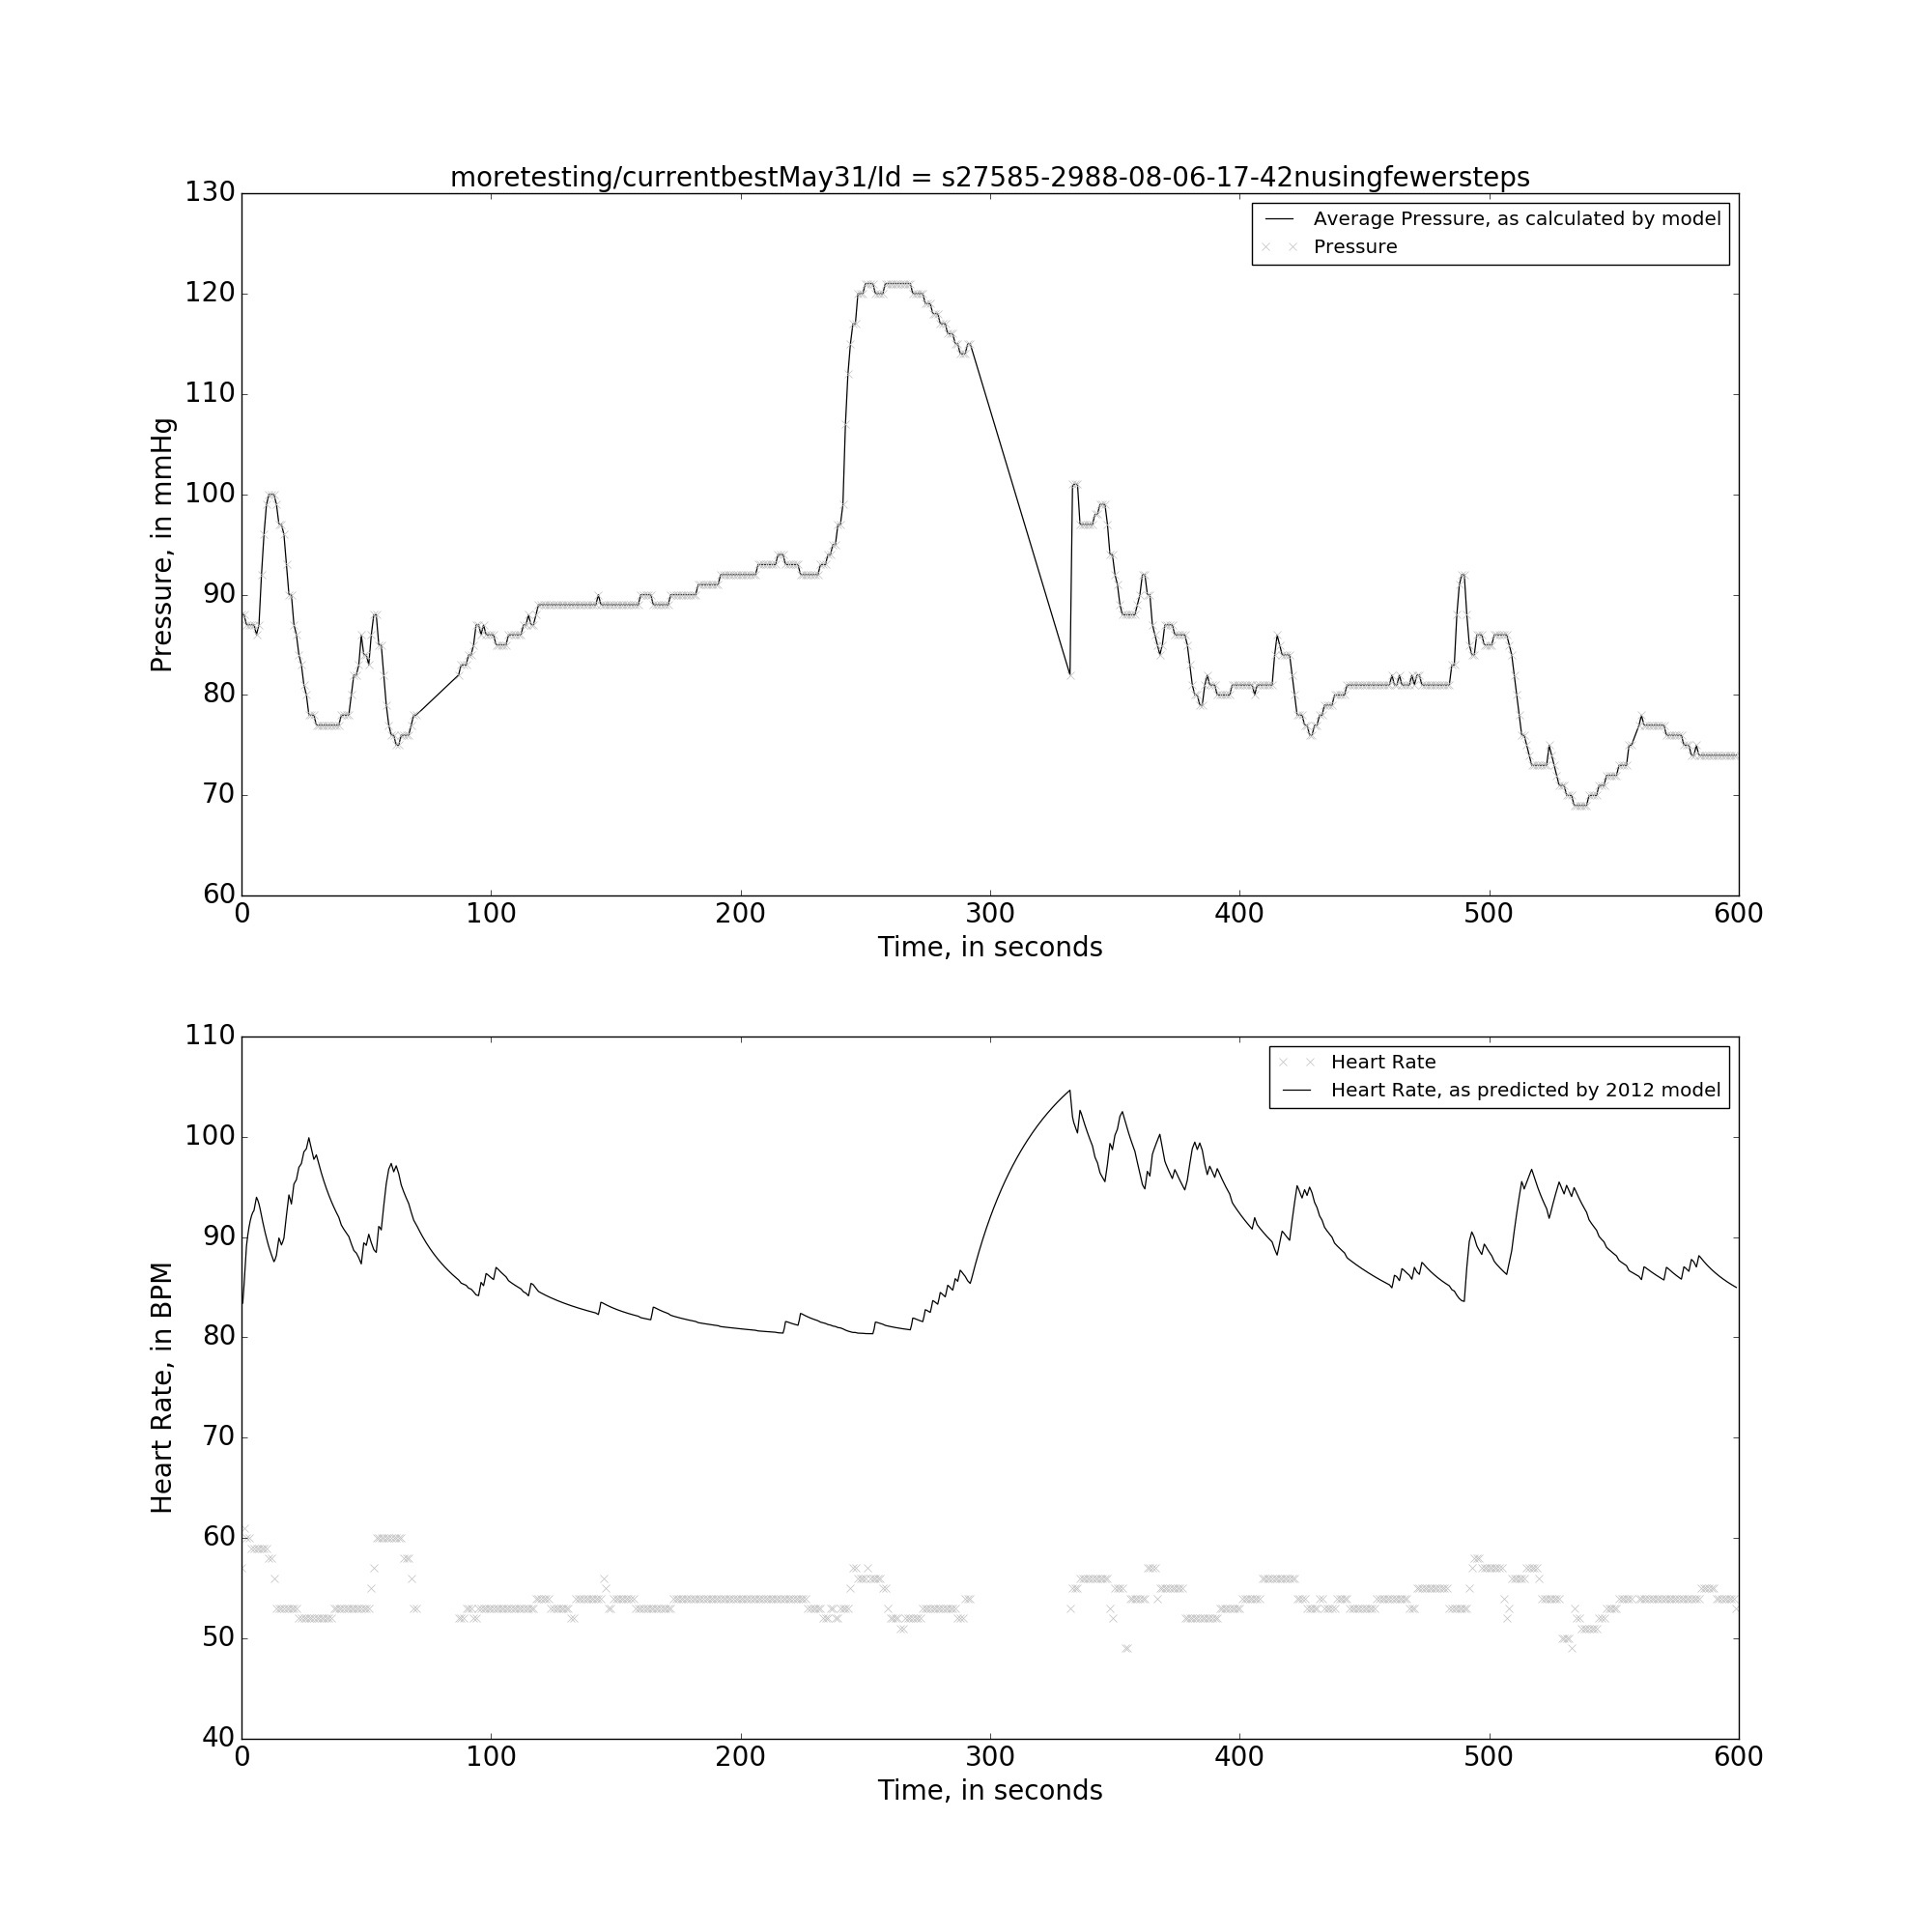 moretesting/currentbestMay31/Id = s27585-2988-08-06-17-42nusingfewersteps
130
120
110
100
90
80
70
60
Pressure, in mmHg
Average Pressure, as calculated by model
Pressure
0 100 200 300 400 500 600
Time, in seconds
110
100
90
80
70
60
50
40
Heart Rate, in BPM
Heart Rate
Heart Rate, as predicted by 2012 model
0 100 200 300 400 500 600
Time, in seconds